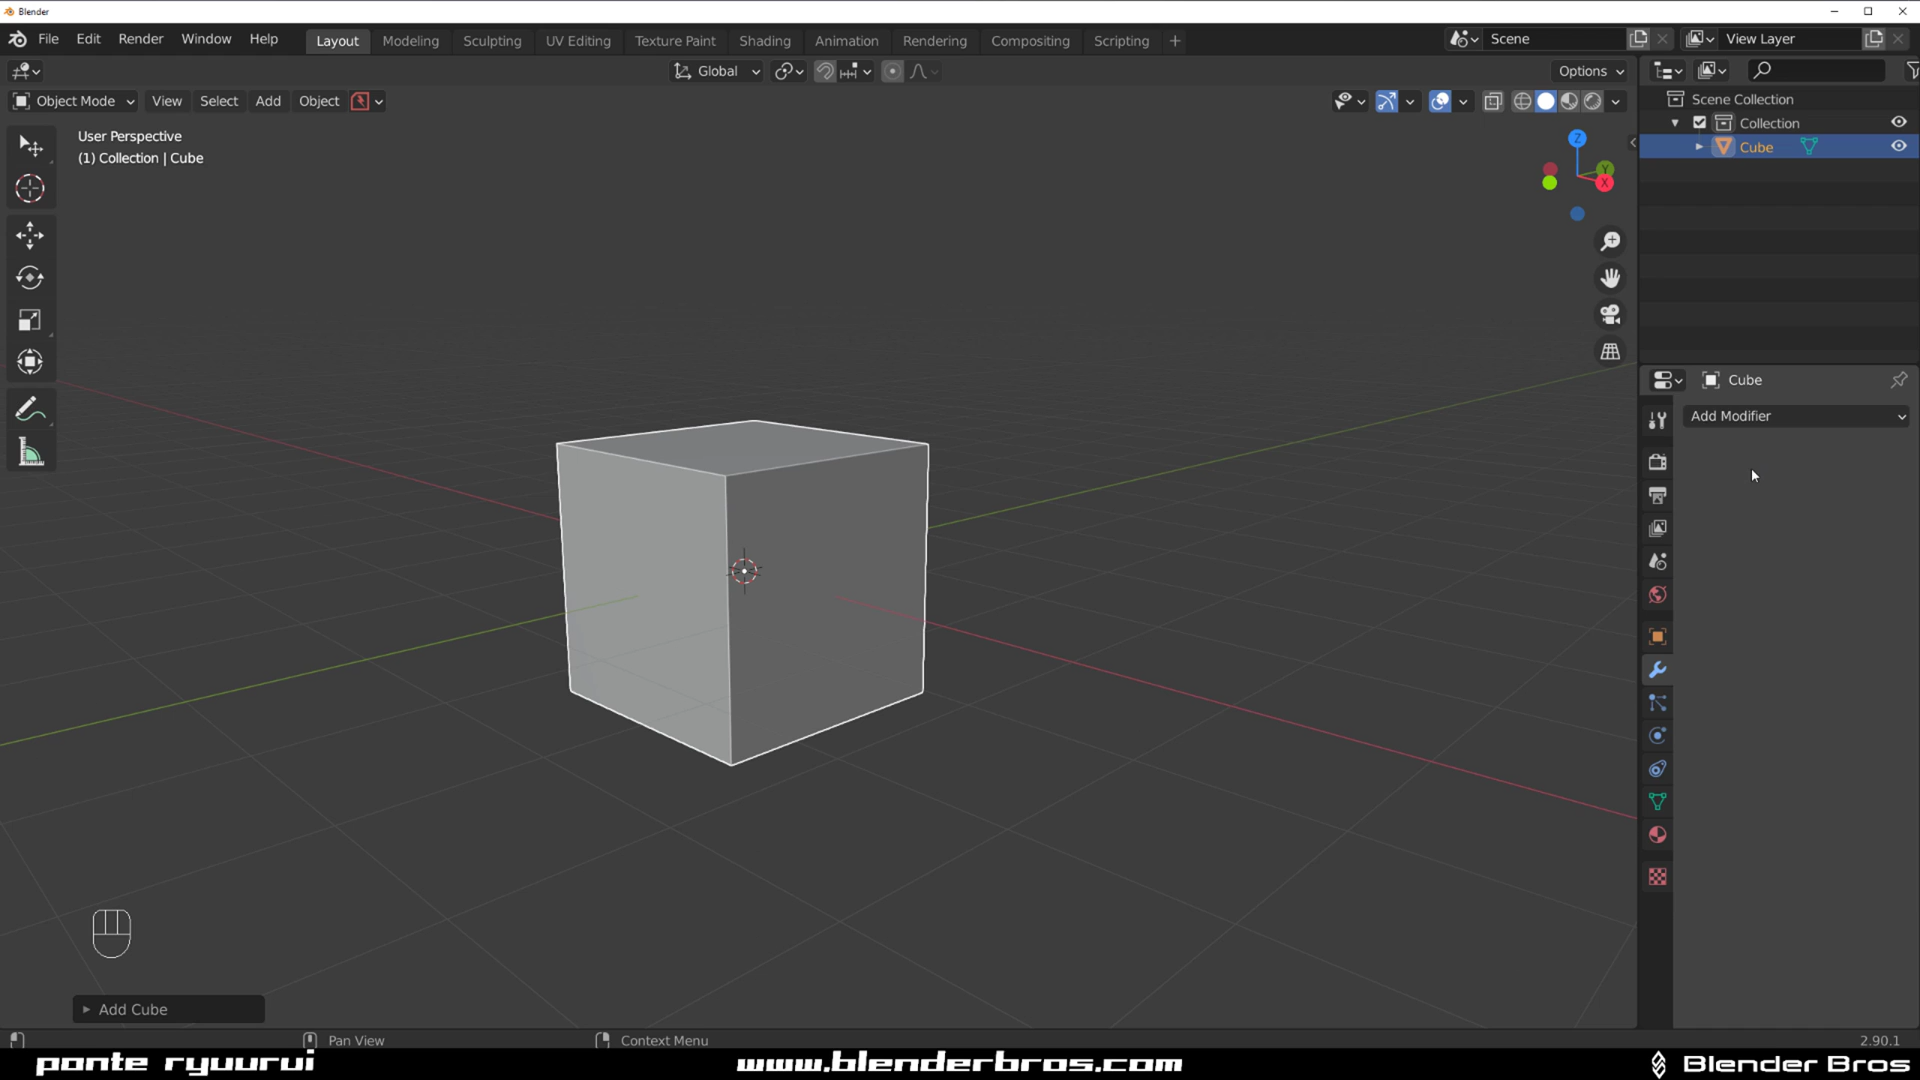 Blender
File Edit Render Window Help Layout Modeling Sculpting UV Editing Texture Paint Shading Animation Rendering Compositing Scripting + Scene View Layer
Global Options
Object Mode View Select Add Object
Scene Collection
Collection
Cube
User Perspective
(1) Collection | Cube
Z
Y
X
Cube
Add Modifier
Add Cube
Pan View Context Menu 2.90.1
ponte ryuurui www.blenderbros.com Blender Bros